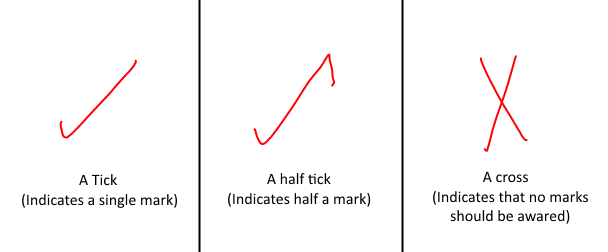 A Tick
(Indicates a single mark)
A half tick
(Indicates half a mark)
A cross
(Indicates that no marks
should be awared)